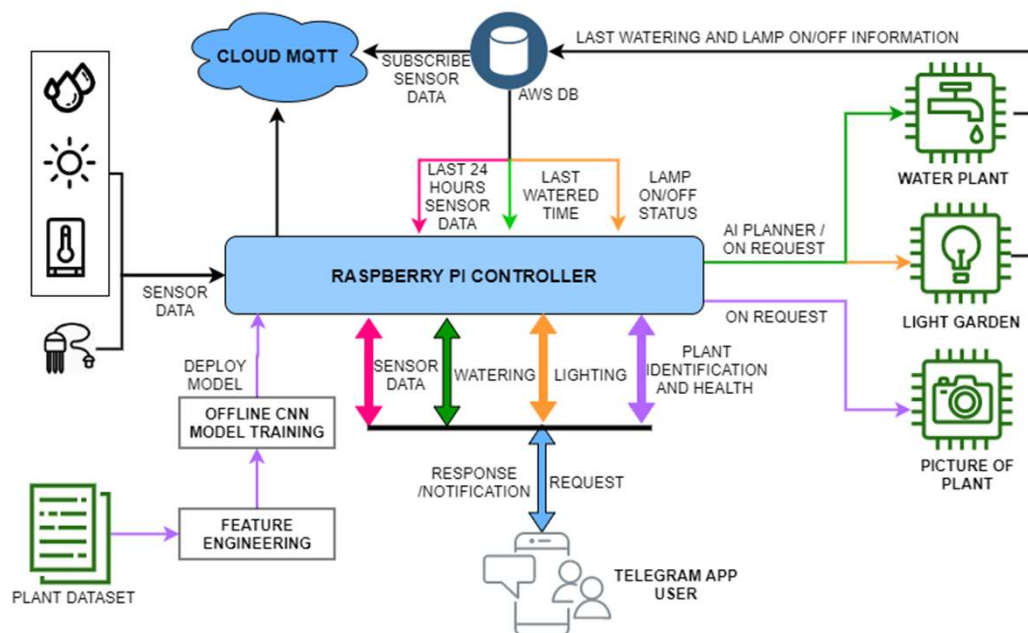 CLOUD MQTT
SUBSCRIBE
SENSOR
DATA
AWS DB
LAST WATERING AND LAMP ON/OFF INFORMATION
WATER PLANT
LAST 24
HOURS
SENSOR
DATA
LAST
WATERED
TIME
LAMP
ON/OFF
STATUS
AI PLANNER /
ON REQUEST
RASPBERRY PI CONTROLLER
SENSOR
DATA
LIGHT GARDEN
ON REQUEST
DEPLOY
MODEL
SENSOR
DATA
WATERING
LIGHTING
PLANT
IDENTIFICATION
AND HEALTH
OFFLINE CNN
MODEL TRAINING
PICTURE OF
PLANT
RESPONSE
/NOTIFICATION
REQUEST
FEATURE
ENGINEERING
PLANT DATASET
TELEGRAM APP
USER